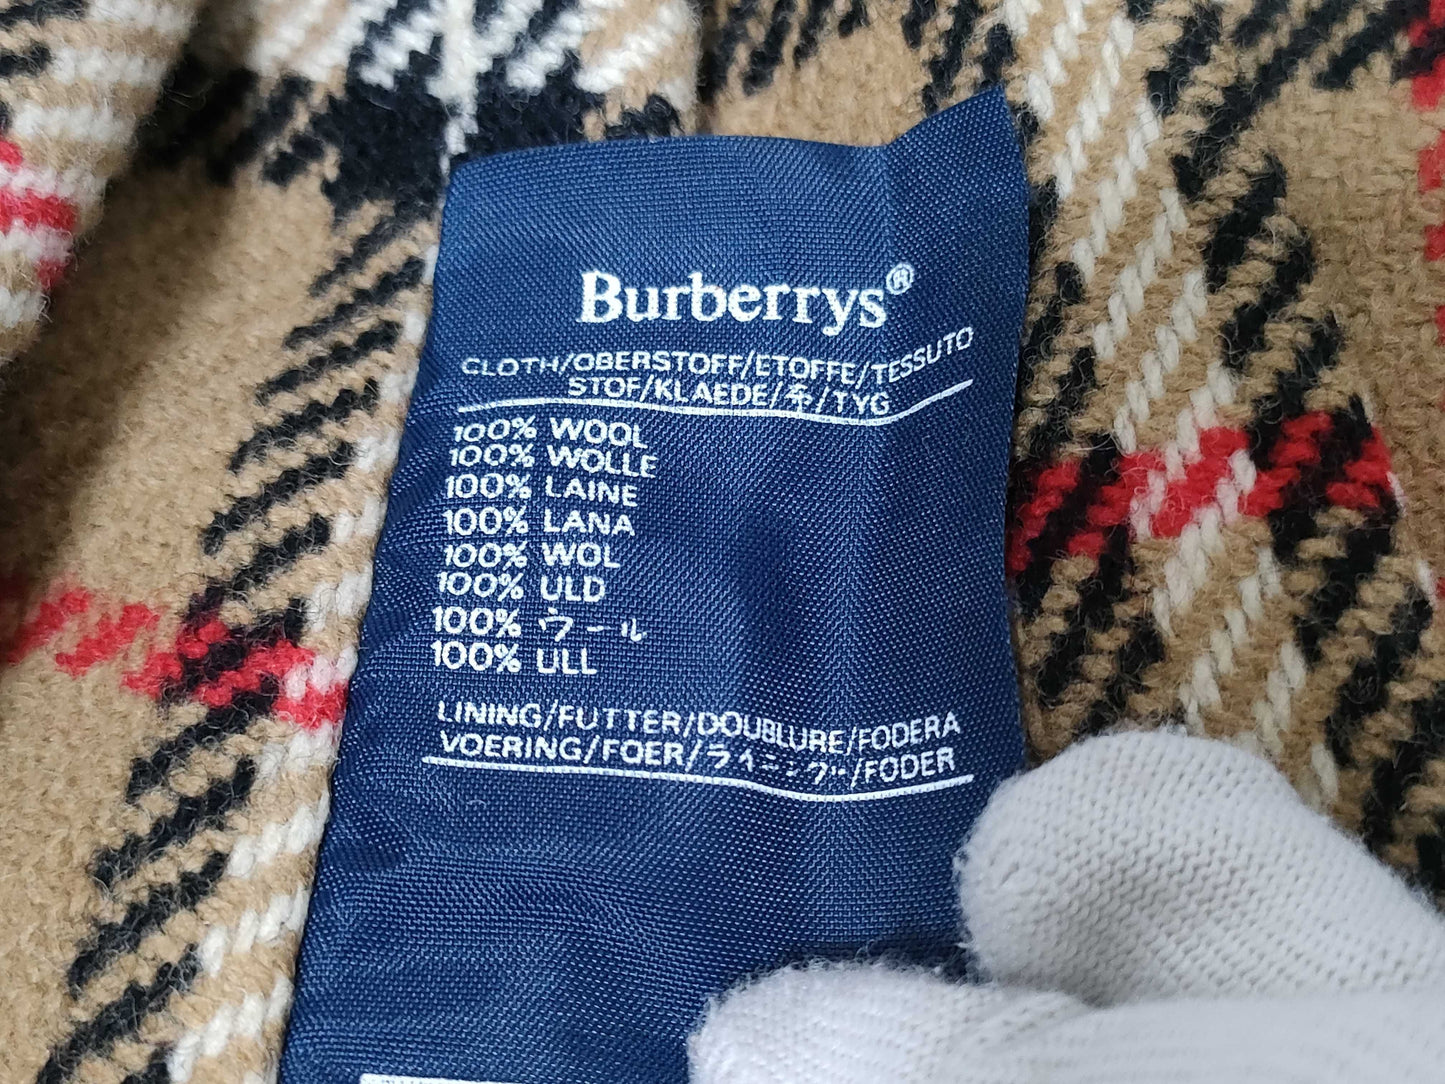 Burberrys®
CLOTH/OBERSTOFF/ETOFFE/TESSUTO
STOF/KLAEDE/布/TYG
100% WOOL
100% WOLLE
100% LAINE
100% LANA
100% WOL
100% ULD
100% ウール
100% ULL
LINING/FUTTER/DOUBLURE/FODERA
VOERING/FOER/ライニング/FODER